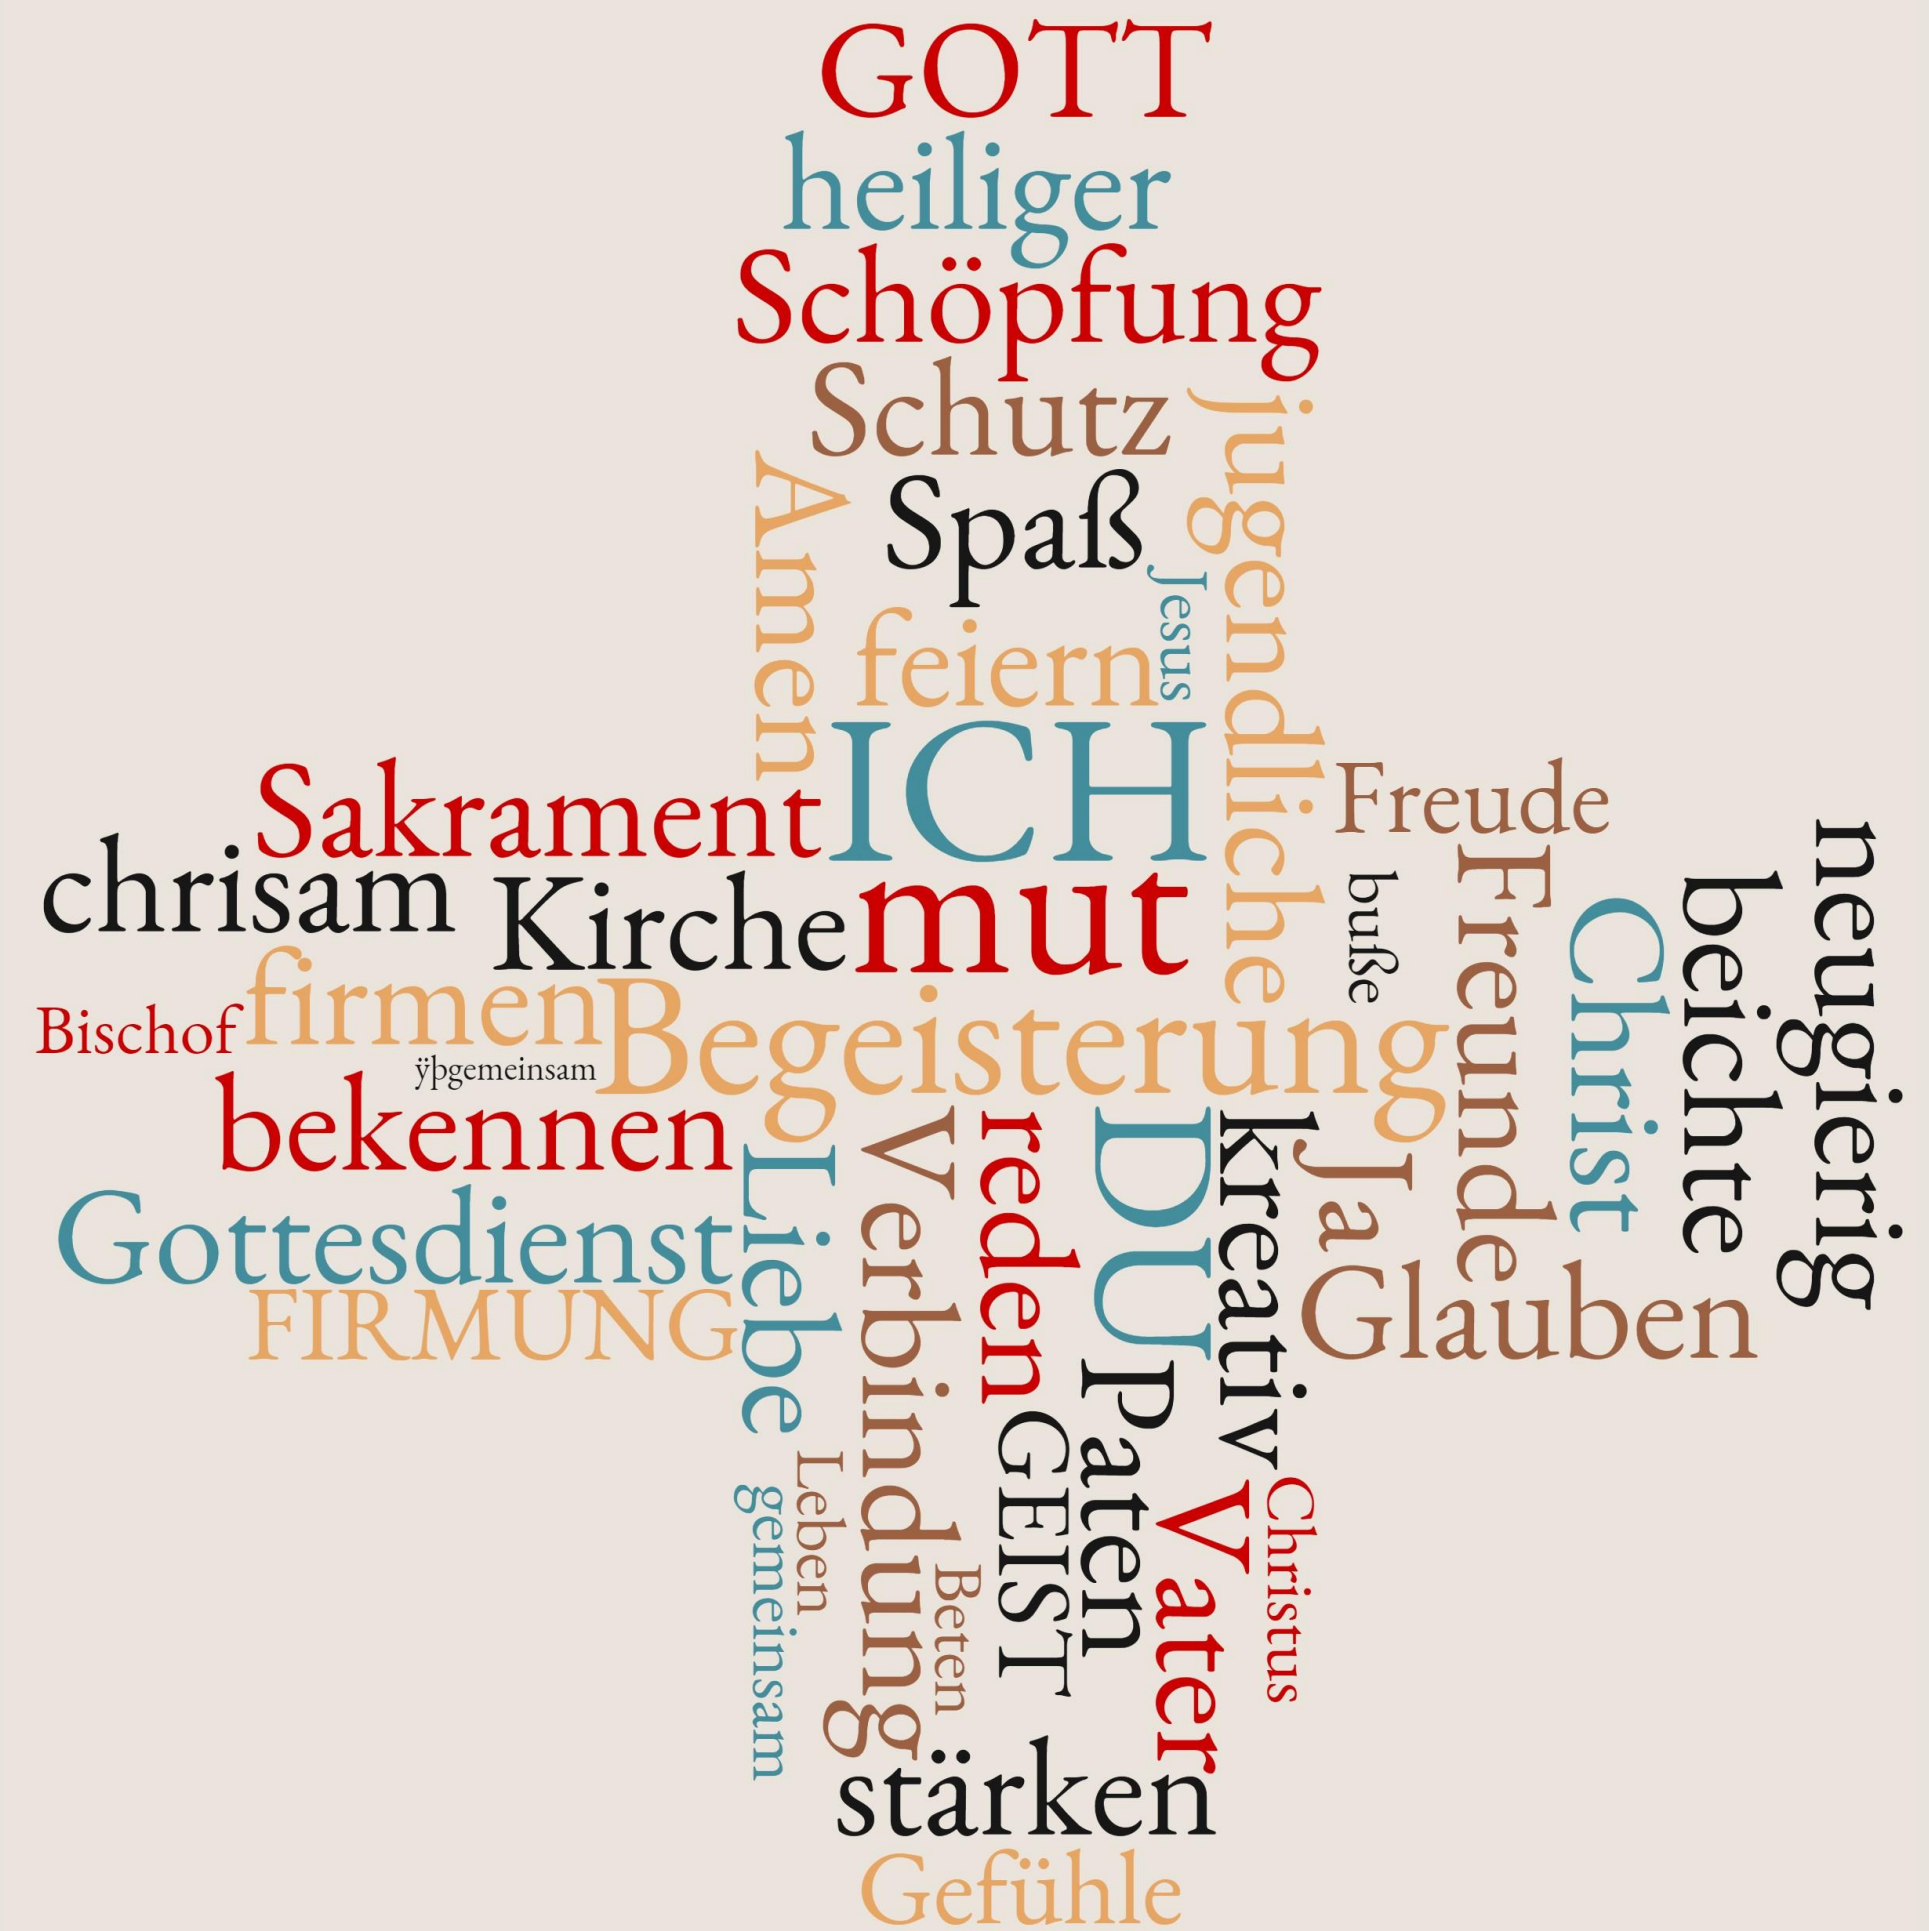 GOTT
heiliger
Schöpfung
Schutz
jugendliche
Amen
Spaß
Jesus
feiern
ICH
Sakrament
Freude
chrisam
Kirche
mut
buße
Freunde
Christ
beichte
neugierig
firmen
Bischof
Begeisterung
ÿþgemeinsam
bekennen
Liebe
Verbindung
reden
DU
kreativ
Ja
Gottesdienst
Glauben
FIRMUNG
Paten
GEIST
Leben
gemeinsam
Beten
Vater
Christus
stärken
Gefühle